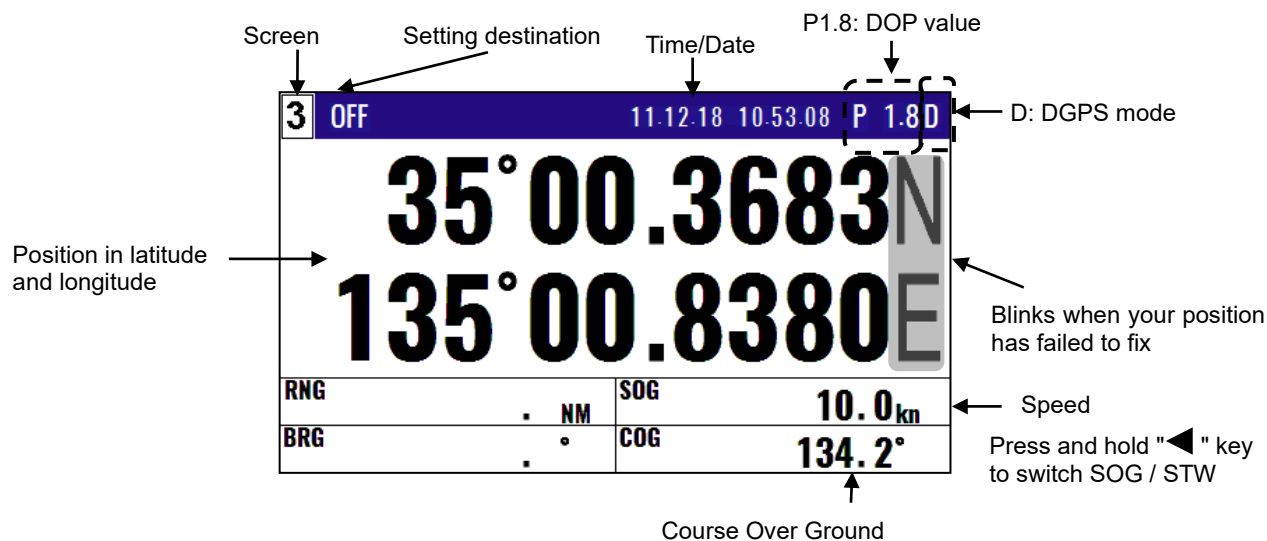 P1.8: DOP value
Screen
Setting destination
Time/Date
3 OFF 11-12-18 10-53-08 P 1.8 D
D: DGPS mode
35°00.3683N
Position in latitude
and longitude
135°00.8380E
Blinks when your position
has failed to fix
RNG . NM SOG 10.0kn
Speed
BRG . ° COG 134.2°
Press and hold "◀ " key
to switch SOG / STW
Course Over Ground